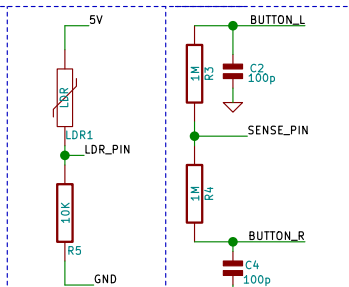 5V
LDR
LDR1
LDR_PIN
10K
R5
GND
BUTTON_L
1M
R3
C2
100p
SENSE_PIN
1M
R4
BUTTON_R
C4
100p